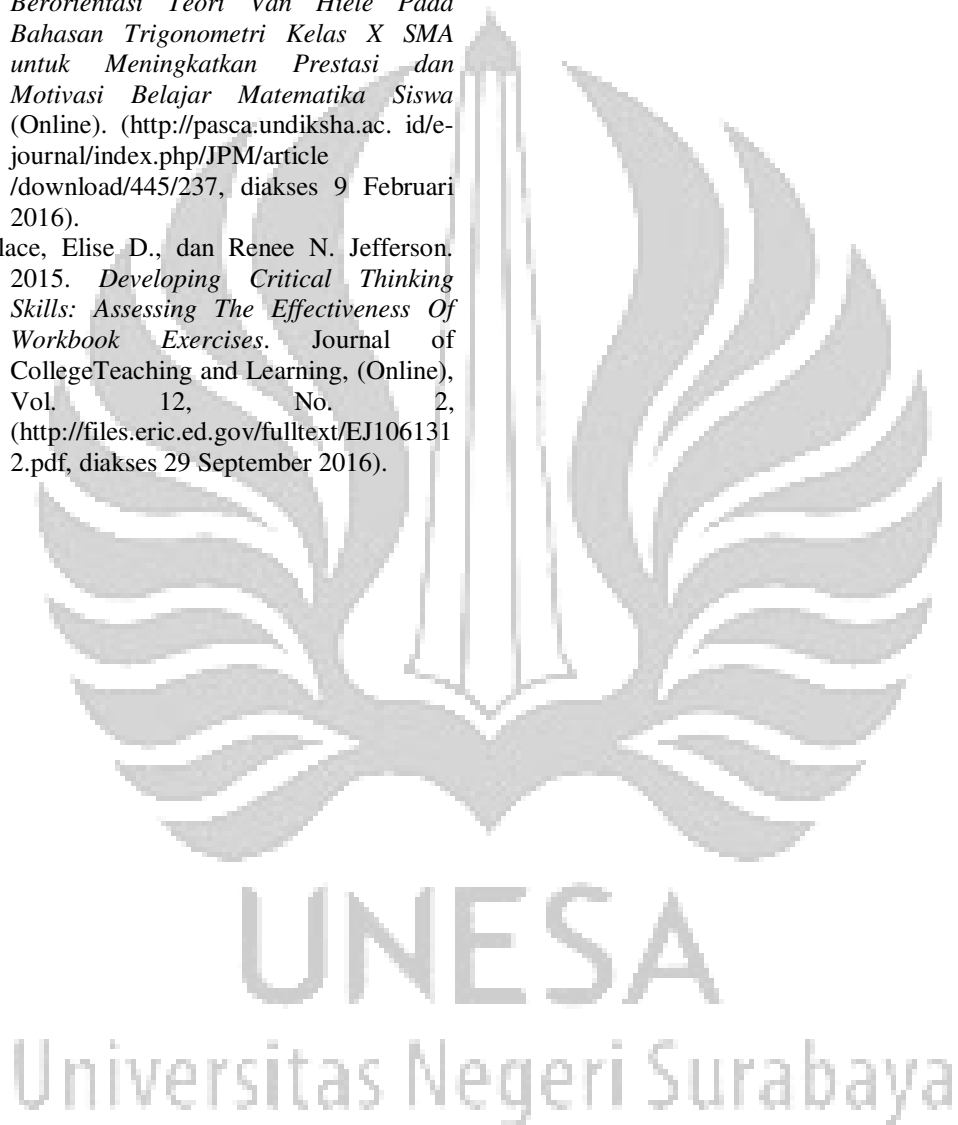 Berorientasi Teori Van Hiele Pada
Bahasan Trigonometri Kelas X SMA
untuk Meningkatkan Prestasi dan
Motivasi Belajar Matematika Siswa
(Online). (http://pasca.undiksha.ac. id/e-
journal/index.php/JPM/article
/download/445/237, diakses 9 Februari
2016).
lace, Elise D., dan Renee N. Jefferson.
2015. Developing Critical Thinking
Skills: Assessing The Effectiveness Of
Workbook Exercises. Journal of
CollegeTeaching and Learning, (Online),
Vol. 12, No. 2,
(http://files.eric.ed.gov/fulltext/EJ106131
2.pdf, diakses 29 September 2016).
UNESA
Universitas Negeri Surabaya